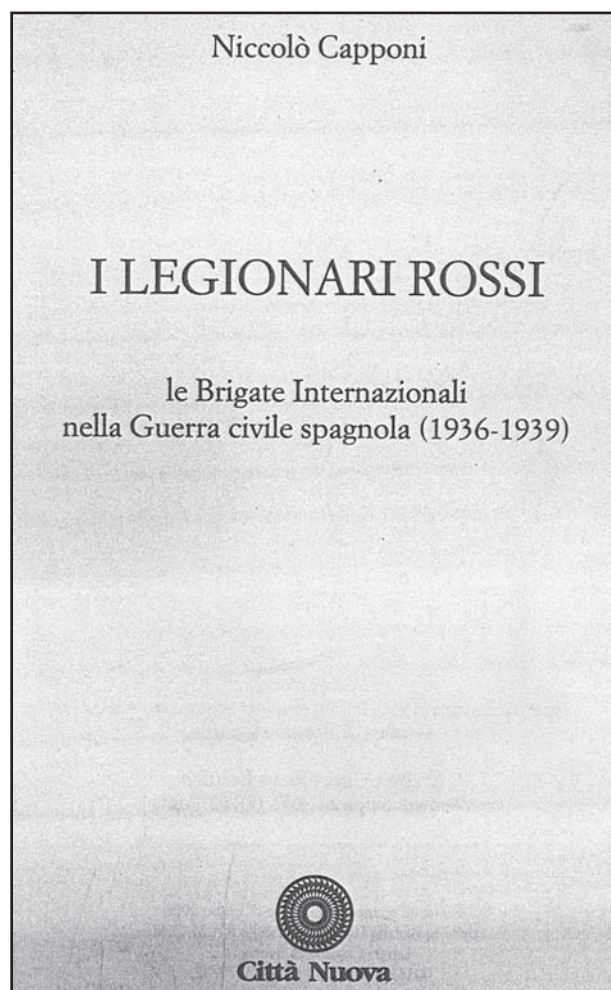 Niccolò Capponi
I LEGIONARI ROSSI
le Brigate Internazionali
nella Guerra civile spagnola (1936-1939)
Città Nuova